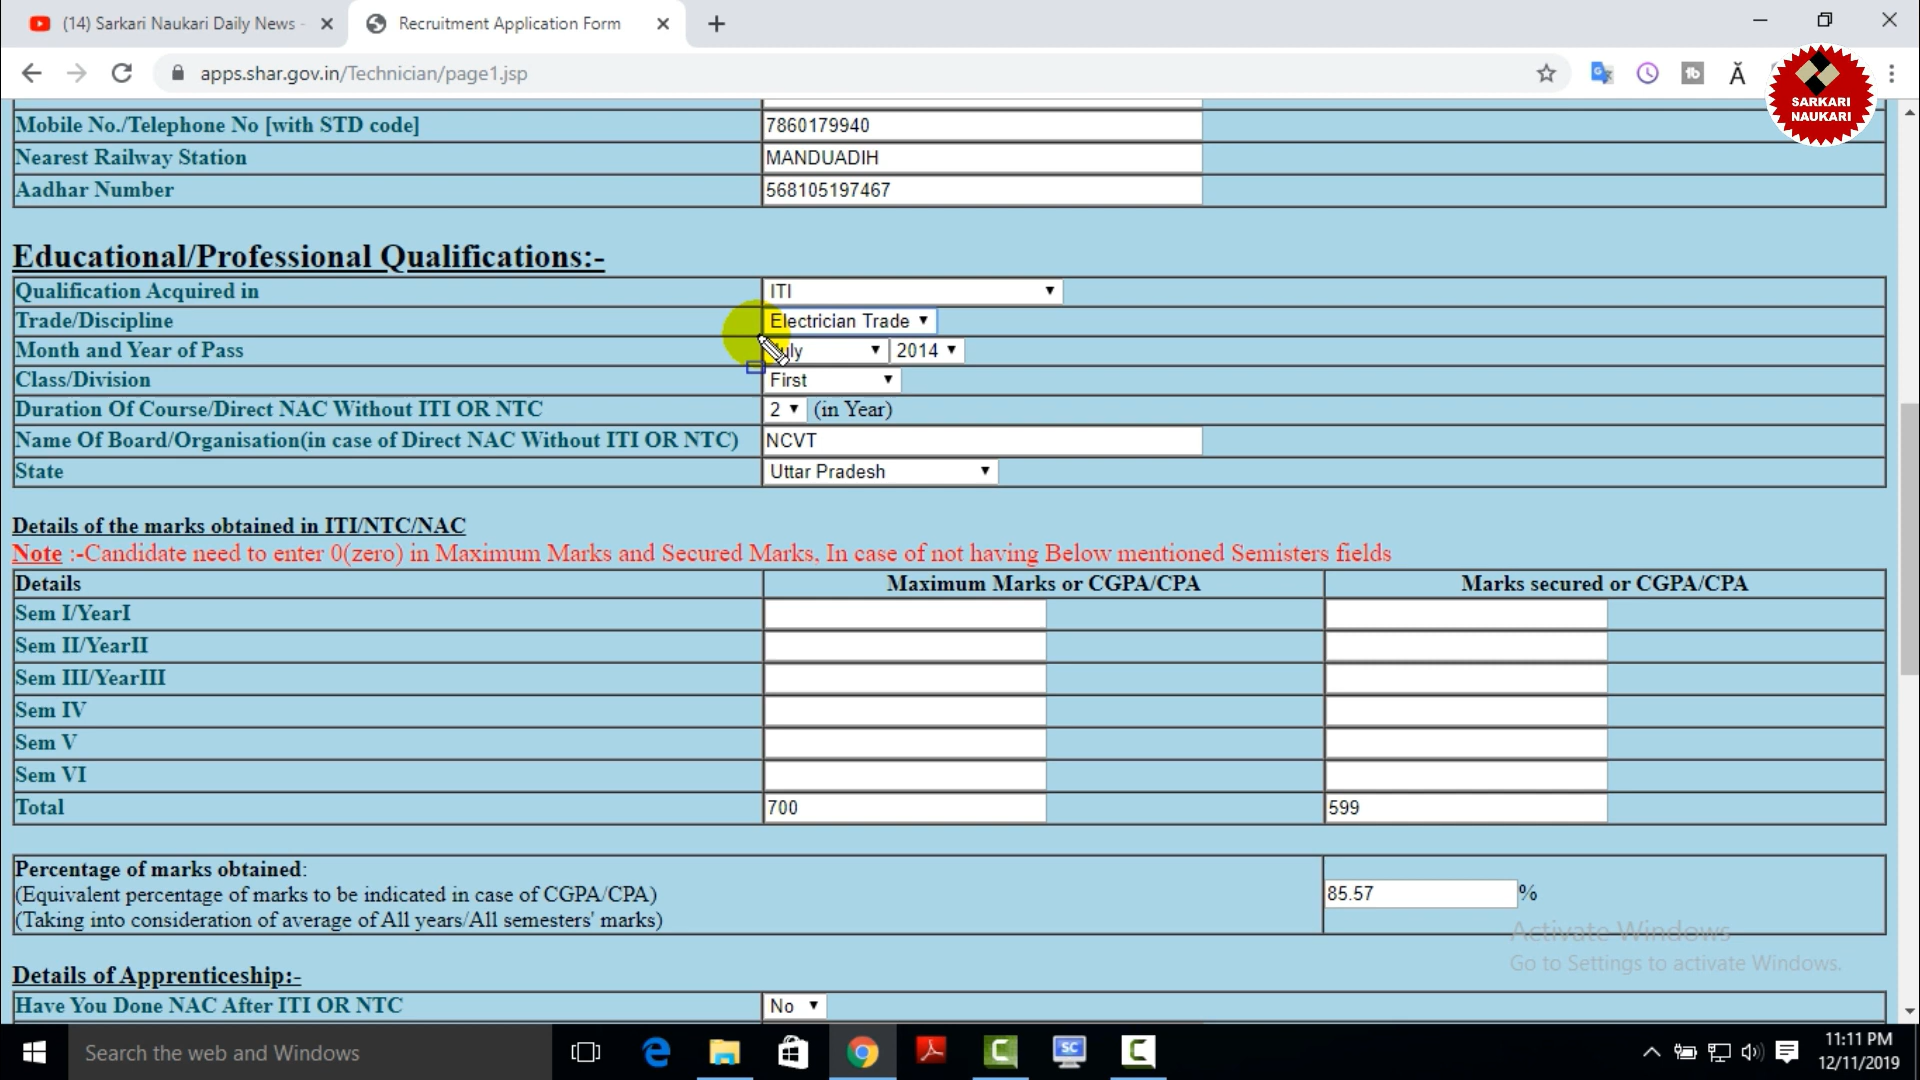 (14) Sarkari Naukari Daily News -
Recruitment Application Form
apps.shar.gov.in/Technician/page1.jsp
SARKARI
NAUKARI
Mobile No./Telephone No [with STD code] 7860179940
Nearest Railway Station MANDUADIH
Aadhar Number 568105197467
Educational/Professional Qualifications:-
Qualification Acquired in ITI
Trade/Discipline Electrician Trade
Month and Year of Pass July 2014
Class/Division First
Duration Of Course/Direct NAC Without ITI OR NTC 2 (in Year)
Name Of Board/Organisation(in case of Direct NAC Without ITI OR NTC) NCVT
State Uttar Pradesh
Details of the marks obtained in ITI/NTC/NAC
Note :-Candidate need to enter 0(zero) in Maximum Marks and Secured Marks, In case of not having Below mentioned Semisters fields
Details Maximum Marks or CGPA/CPA Marks secured or CGPA/CPA
Sem I/YearI
Sem II/YearII
Sem III/YearIII
Sem IV
Sem V
Sem VI
Total 700 599
Percentage of marks obtained:
(Equivalent percentage of marks to be indicated in case of CGPA/CPA)
85.57 %
(Taking into consideration of average of All years/All semesters' marks)
Activate Windows
Go to Settings to activate Windows.
Details of Apprenticeship:-
Have You Done NAC After ITI OR NTC No
Search the web and Windows
11:11 PM
12/11/2019